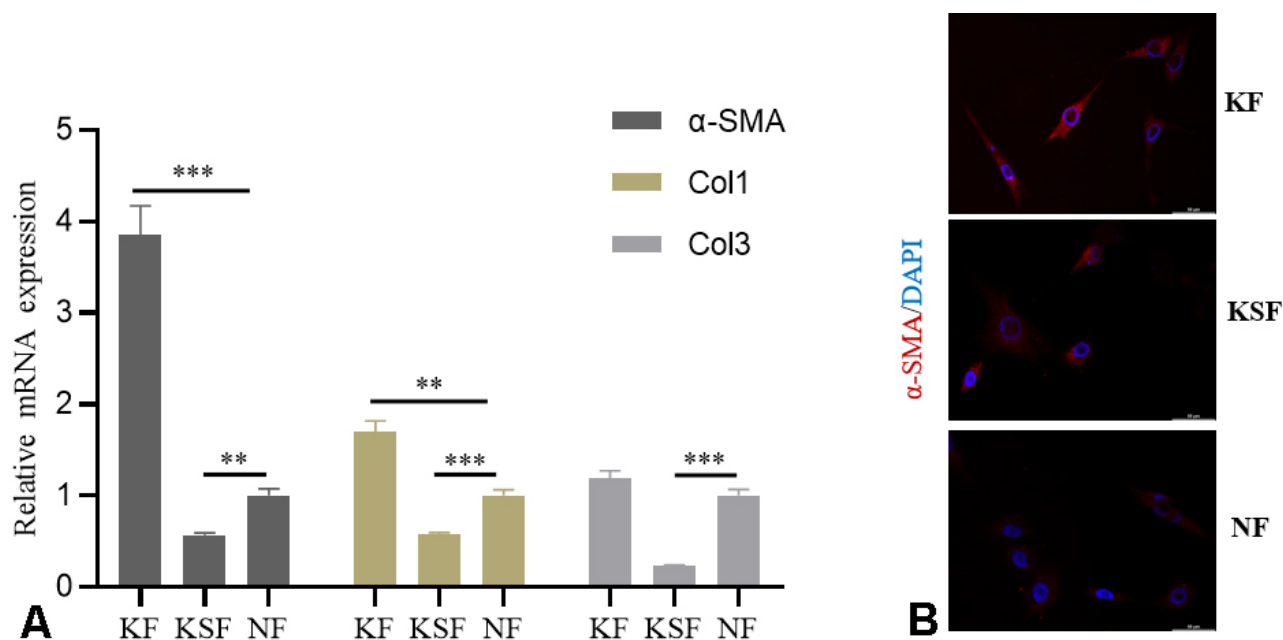 α-SMA
Col1
Col3
Relative mRNA expression
5
4
3
2
1
0
***
**
**
***
***
KF KSF NF KF KSF NF KF KSF NF
A
α-SMA/DAPI
KF
KSF
NF
B